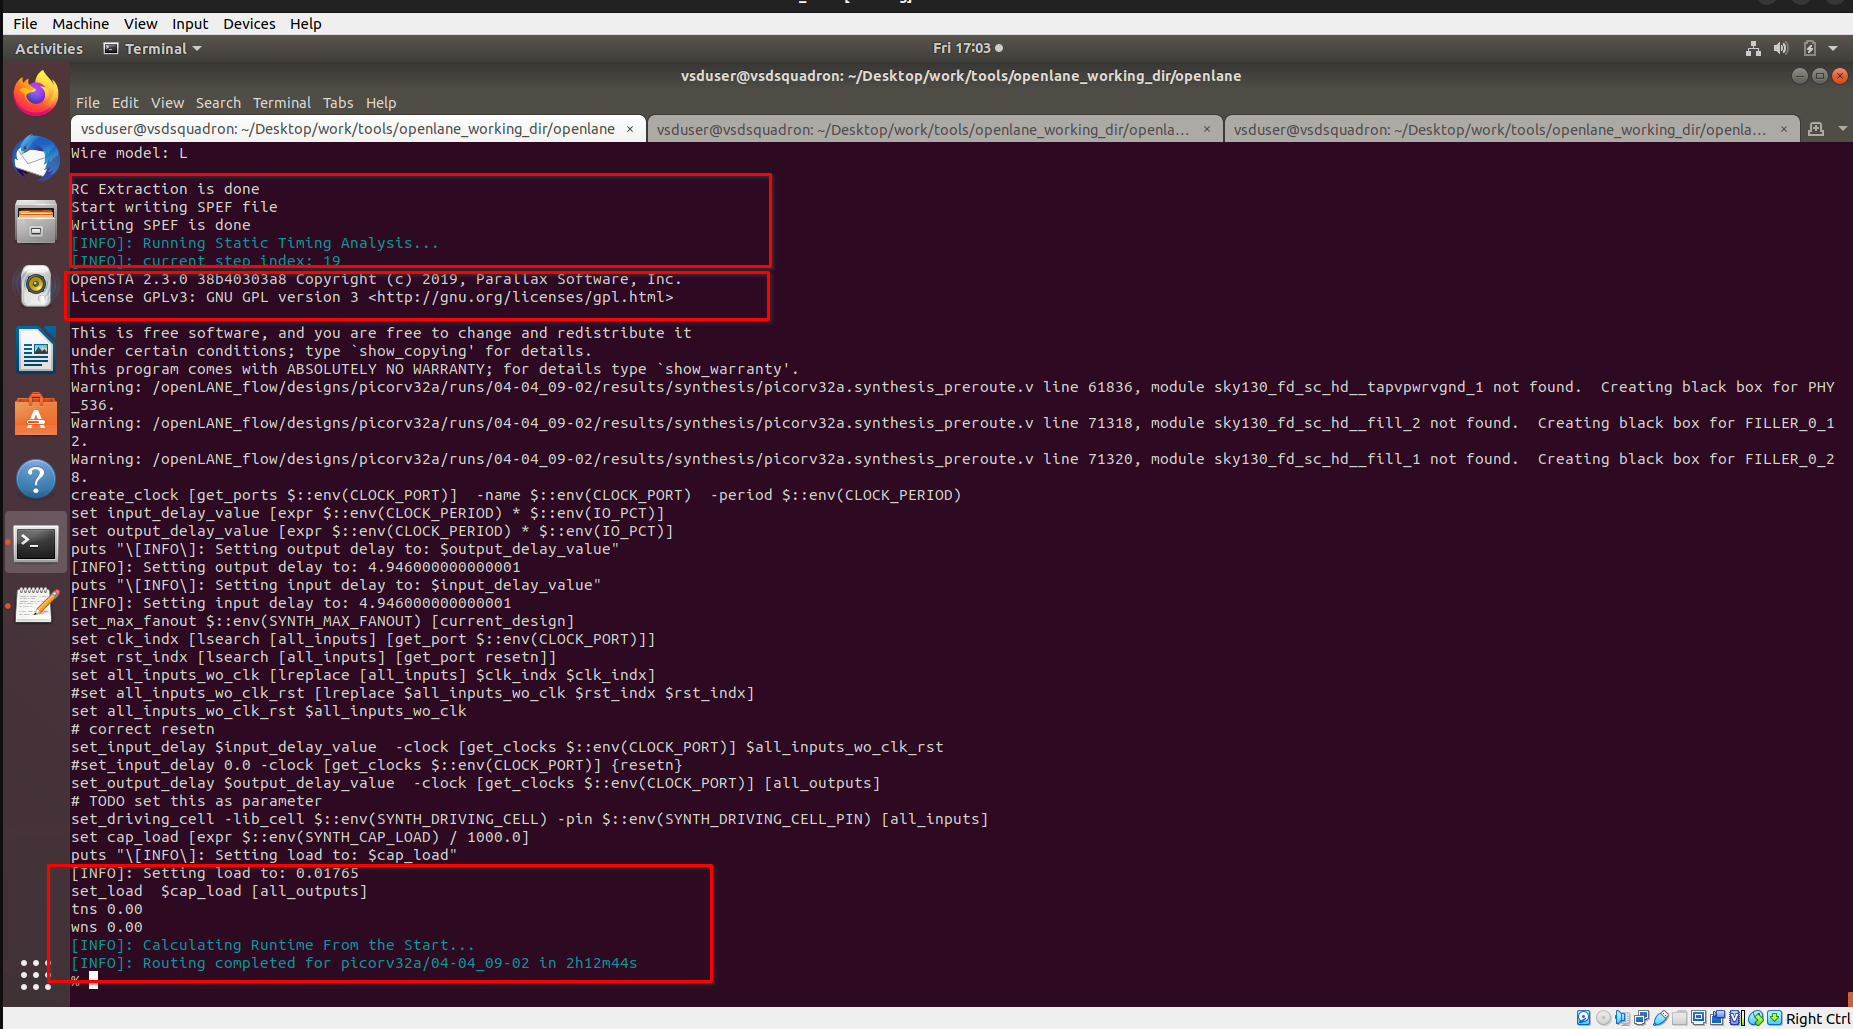 File Machine View Input Devices Help
Activities Terminal Fri 17:03
vsduser@vsdsquadron: ~/Desktop/work/tools/openlane_working_dir/openlane
File Edit View Search Terminal Tabs Help
vsduser@vsdsquadron: ~/Desktop/work/tools/openlane_working_dir/openlane × vsduser@vsdsquadron: ~/Desktop/work/tools/openlane_working_dir/openla... × vsduser@vsdsquadron: ~/Desktop/work/tools/openlane_working_dir/openla... ×
Wire model: L
RC Extraction is done
Start writing SPEF file
Writing SPEF is done
[INFO]: Running Static Timing Analysis...
[INFO]: current step index: 19
OpenSTA 2.3.0 38b40303a8 Copyright (c) 2019, Parallax Software, Inc.
License GPLv3: GNU GPL version 3 <http://gnu.org/licenses/gpl.html>
This is free software, and you are free to change and redistribute it
under certain conditions; type `show_copying' for details.
This program comes with ABSOLUTELY NO WARRANTY; for details type `show_warranty'.
Warning: /openLANE_flow/designs/picorv32a/runs/04-04_09-02/results/synthesis/picorv32a.synthesis_preroute.v line 61836, module sky130_fd_sc_hd__tapvpwrvgnd_1 not found.  Creating black box for PHY
_536.
Warning: /openLANE_flow/designs/picorv32a/runs/04-04_09-02/results/synthesis/picorv32a.synthesis_preroute.v line 71318, module sky130_fd_sc_hd__fill_2 not found.  Creating black box for FILLER_0_1
2.
Warning: /openLANE_flow/designs/picorv32a/runs/04-04_09-02/results/synthesis/picorv32a.synthesis_preroute.v line 71320, module sky130_fd_sc_hd__fill_1 not found.  Creating black box for FILLER_0_2
8.
create_clock [get_ports $::env(CLOCK_PORT)]  -name $::env(CLOCK_PORT)  -period $::env(CLOCK_PERIOD)
set input_delay_value [expr $::env(CLOCK_PERIOD) * $::env(IO_PCT)]
set output_delay_value [expr $::env(CLOCK_PERIOD) * $::env(IO_PCT)]
puts "\[INFO\]: Setting output delay to: $output_delay_value"
[INFO]: Setting output delay to: 4.946000000000001
puts "\[INFO\]: Setting input delay to: $input_delay_value"
[INFO]: Setting input delay to: 4.946000000000001
set_max_fanout $::env(SYNTH_MAX_FANOUT) [current_design]
set clk_indx [lsearch [all_inputs] [get_port $::env(CLOCK_PORT)]]
#set rst_indx [lsearch [all_inputs] [get_port resetn]]
set all_inputs_wo_clk [lreplace [all_inputs] $clk_indx $clk_indx]
#set all_inputs_wo_clk_rst [lreplace $all_inputs_wo_clk $rst_indx $rst_indx]
set all_inputs_wo_clk_rst $all_inputs_wo_clk
# correct resetn
set_input_delay $input_delay_value  -clock [get_clocks $::env(CLOCK_PORT)] $all_inputs_wo_clk_rst
#set_input_delay 0.0 -clock [get_clocks $::env(CLOCK_PORT)] {resetn}
set_output_delay $output_delay_value  -clock [get_clocks $::env(CLOCK_PORT)] [all_outputs]
# TODO set this as parameter
set_driving_cell -lib_cell $::env(SYNTH_DRIVING_CELL) -pin $::env(SYNTH_DRIVING_CELL_PIN) [all_inputs]
set cap_load [expr $::env(SYNTH_CAP_LOAD) / 1000.0]
puts "\[INFO\]: Setting load to: $cap_load"
[INFO]: Setting load to: 0.01765
set_load  $cap_load [all_outputs]
tns 0.00
wns 0.00
[INFO]: Calculating Runtime From the Start...
[INFO]: Routing completed for picorv32a/04-04_09-02 in 2h12m44s
%
Right Ctrl